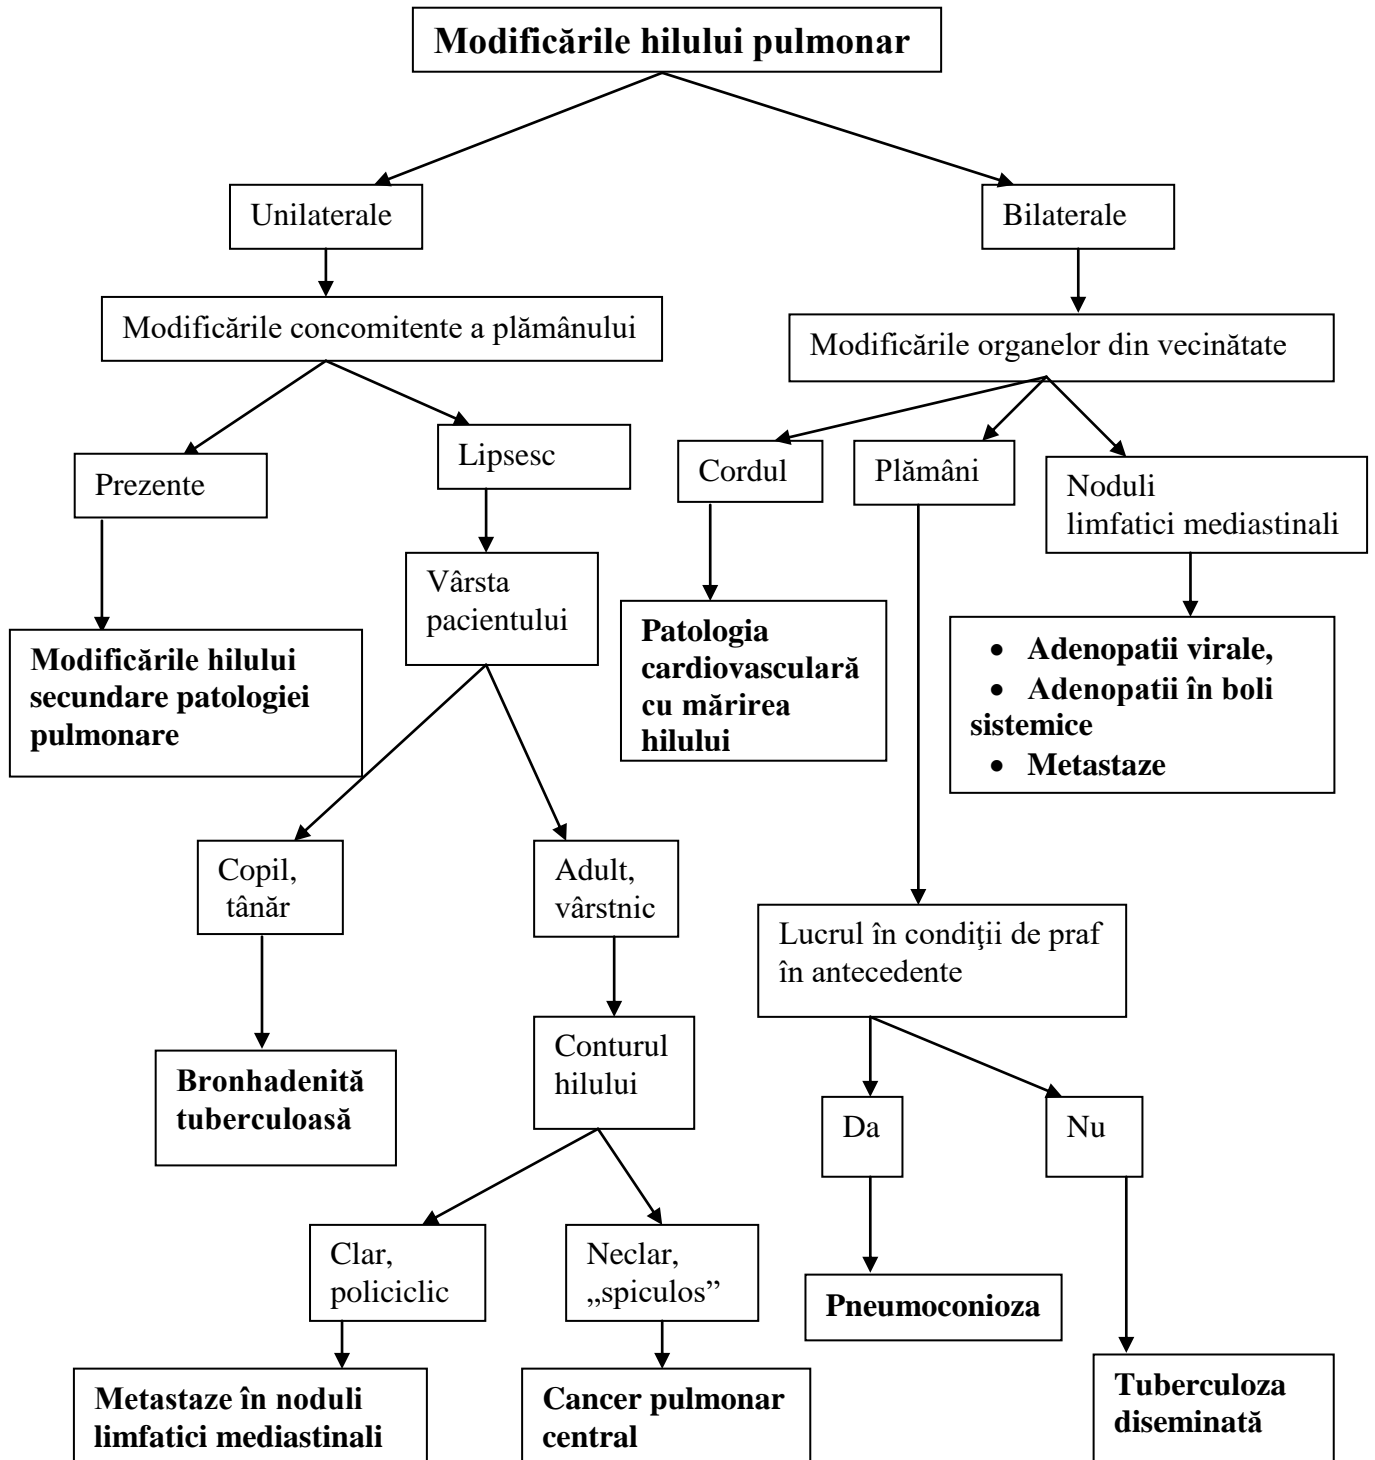 Modificările hilului pulmonar
Unilaterale
Bilaterale
Modificările concomitente a plămânului
Modificările organelor din vecinătate
Prezente
Lipsesc
Cordul
Plămâni
Noduli
limfatici mediastinali
Vârsta
pacientului
Modificările hilului
secundare patologiei
pulmonare
Patologia
cardiovasculară
cu mărirea
hilului
• Adenopatii virale,
• Adenopatii în boli
sistemice
• Metastaze
Copil,
tânăr
Adult,
vârstnic
Lucrul în condiţii de praf
în antecedente
Bronhadenită
tuberculoasă
Conturul
hilului
Da
Nu
Clar,
policiclic
Neclar,
„spiculos”
Pneumoconioza
Metastaze în noduli
limfatici mediastinali
Cancer pulmonar
central
Tuberculoza
diseminată